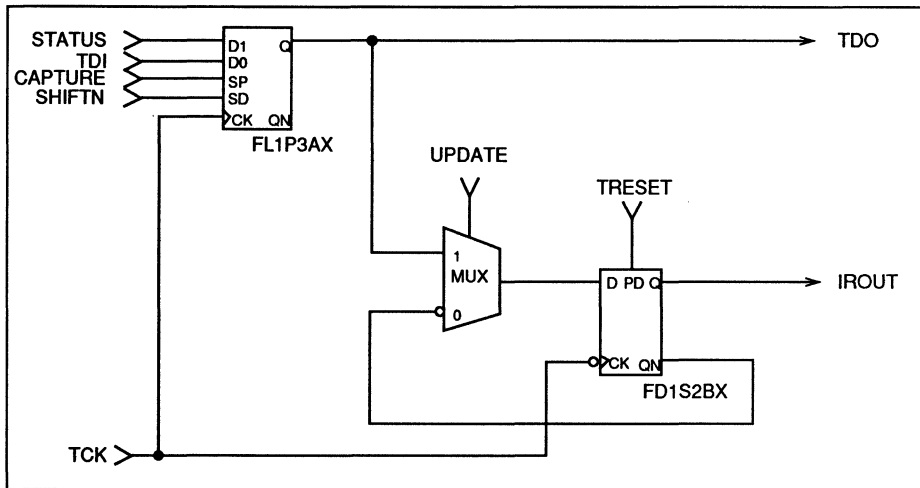 STATUS
TDI
CAPTURE
SHIFTN
D1 Q
D0
SP
SD
CK QN
FL1P3AX
TDO
UPDATE
TRESET
1
MUX
0
D PD Q
CK QN
FD1S2BX
IROUT
TCK